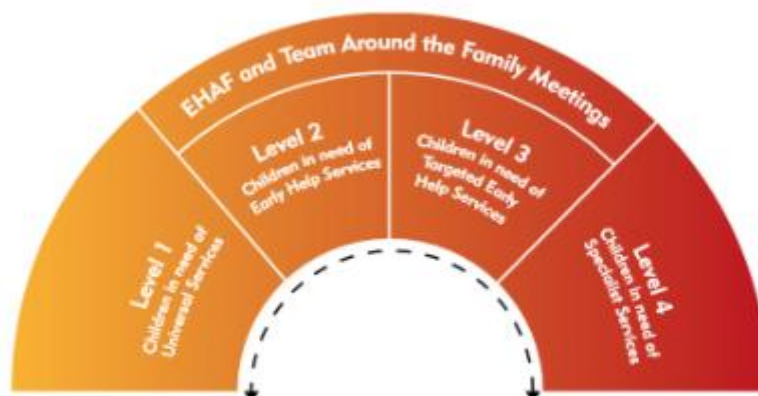 EHAF and Team Around the Family Meetings
Level 1
Children in need of
Universal Services
Level 2
Children in need of
Early Help Services
Level 3
Children in need of
Targeted Early
Help Services
Level 4
Children in need of
Specialist Services